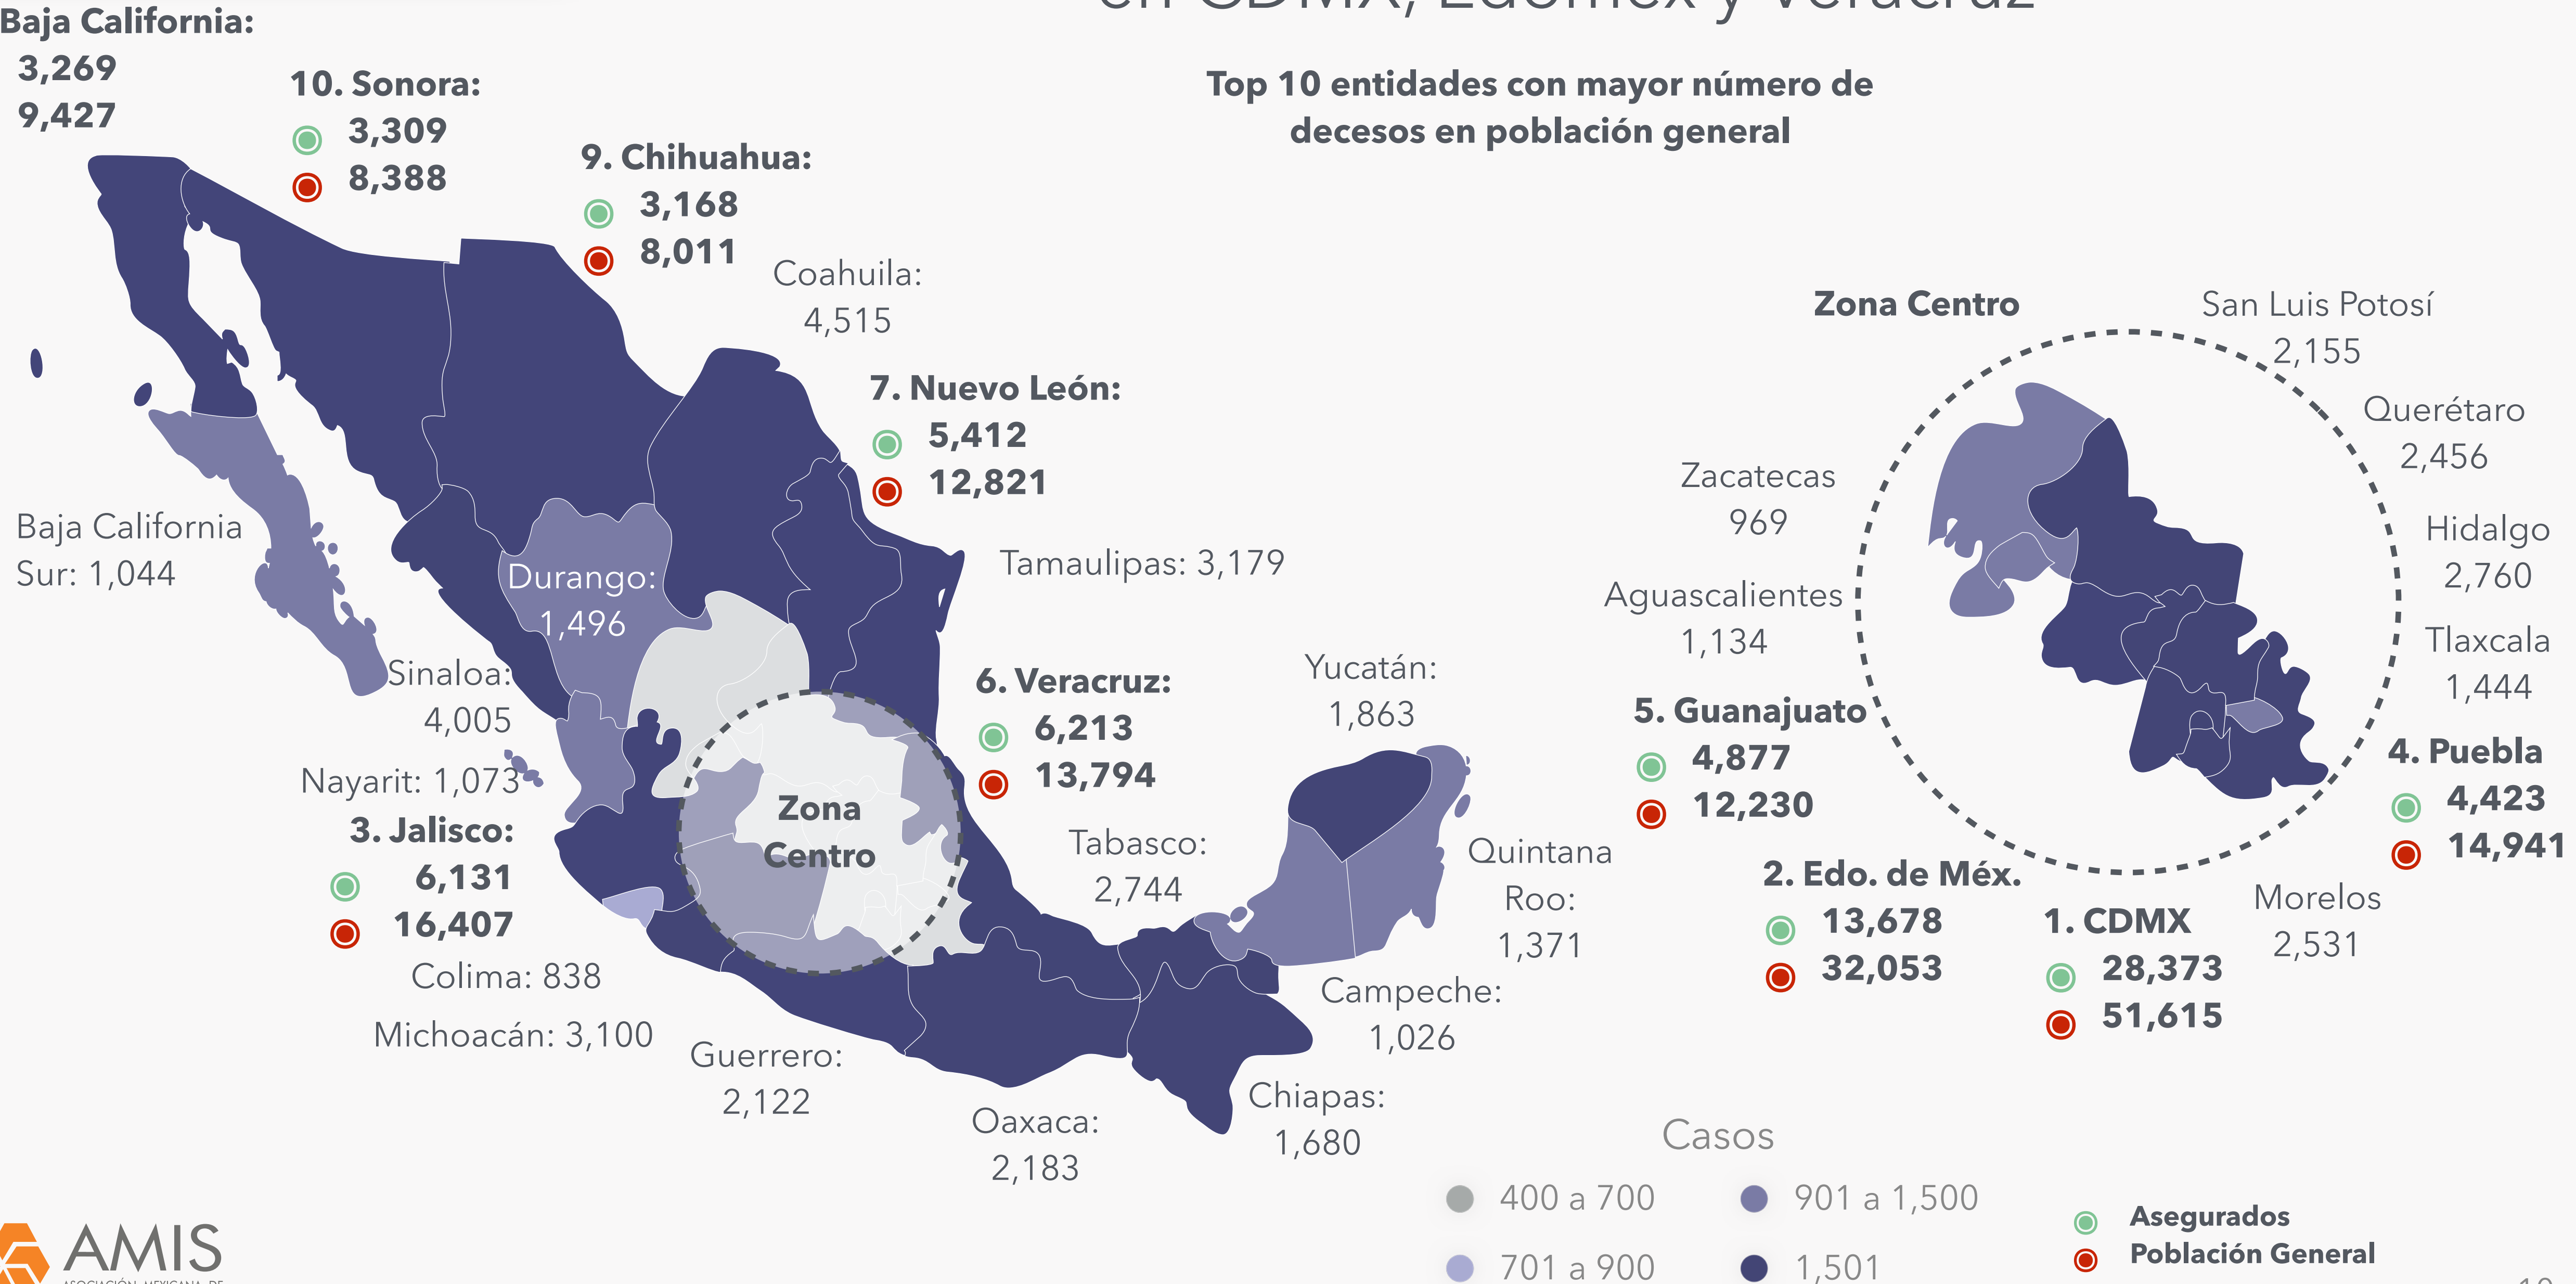 en CDMX, Edomex y Veracruz
Top 10 entidades con mayor número de
decesos en población general
Baja California:
3,269
9,427
10. Sonora:
3,309
8,388
9. Chihuahua:
3,168
8,011
Coahuila:
4,515
7. Nuevo León:
5,412
12,821
Tamaulipas: 3,179
Baja California
Sur: 1,044
Durango:
1,496
Sinaloa:
4,005
Nayarit: 1,073
3. Jalisco:
6,131
16,407
Colima: 838
Michoacán: 3,100
Zona
Centro
6. Veracruz:
6,213
13,794
Guerrero:
2,122
Oaxaca:
2,183
Tabasco:
2,744
Chiapas:
1,680
Yucatán:
1,863
Quintana
Roo:
1,371
Campeche:
1,026
Zona Centro
San Luis Potosí
2,155
Querétaro
2,456
Hidalgo
2,760
Tlaxcala
1,444
4. Puebla
4,423
14,941
Morelos
2,531
1. CDMX
28,373
51,615
2. Edo. de Méx.
13,678
32,053
5. Guanajuato
4,877
12,230
Aguascalientes
1,134
Zacatecas
969
Casos
400 a 700
901 a 1,500
701 a 900
1,501
Asegurados
Población General
AMIS
ASOCIACIÓN MEXICANA DE